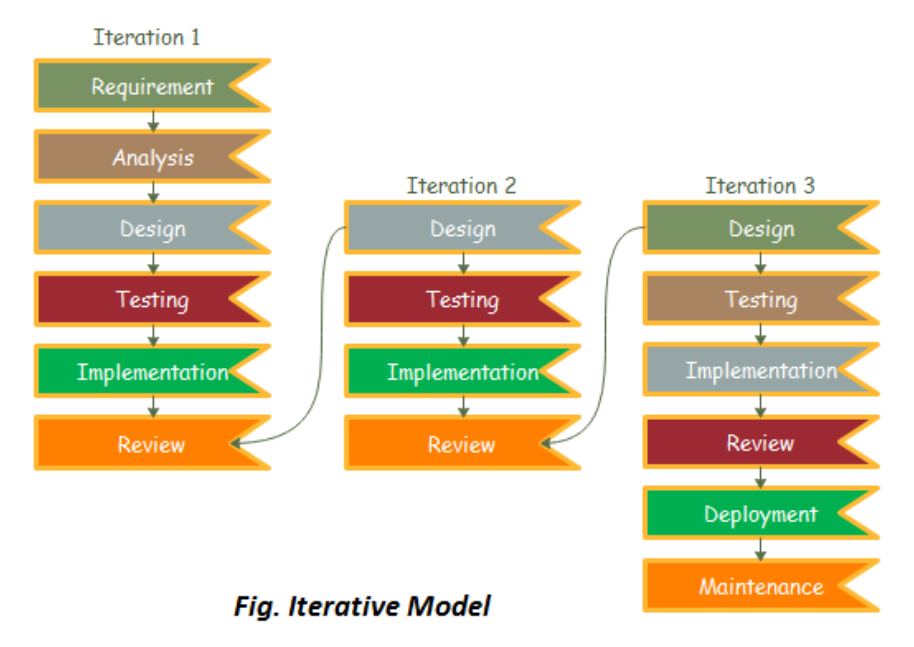 Iteration 1
Requirement
Analysis
Design
Testing
Implementation
Review
Iteration 2
Design
Testing
Implementation
Review
Iteration 3
Design
Testing
Implementation
Review
Deployment
Maintenance
Fig. Iterative Model